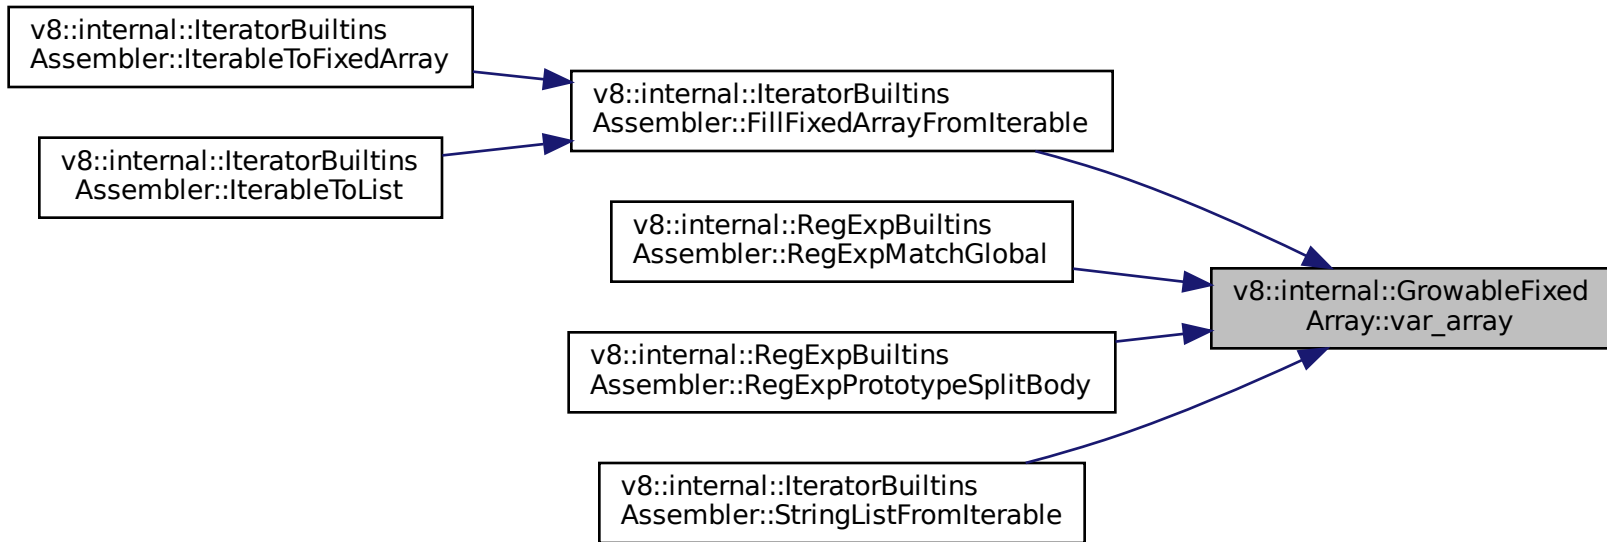 v8::internal::IteratorBuiltins
Assembler::IterableToFixedArray
v8::internal::IteratorBuiltins
Assembler::IterableToList
v8::internal::IteratorBuiltins
Assembler::FillFixedArrayFromIterable
v8::internal::RegExpBuiltins
Assembler::RegExpMatchGlobal
v8::internal::RegExpBuiltins
Assembler::RegExpPrototypeSplitBody
v8::internal::IteratorBuiltins
Assembler::StringListFromIterable
v8::internal::GrowableFixed
Array::var_array